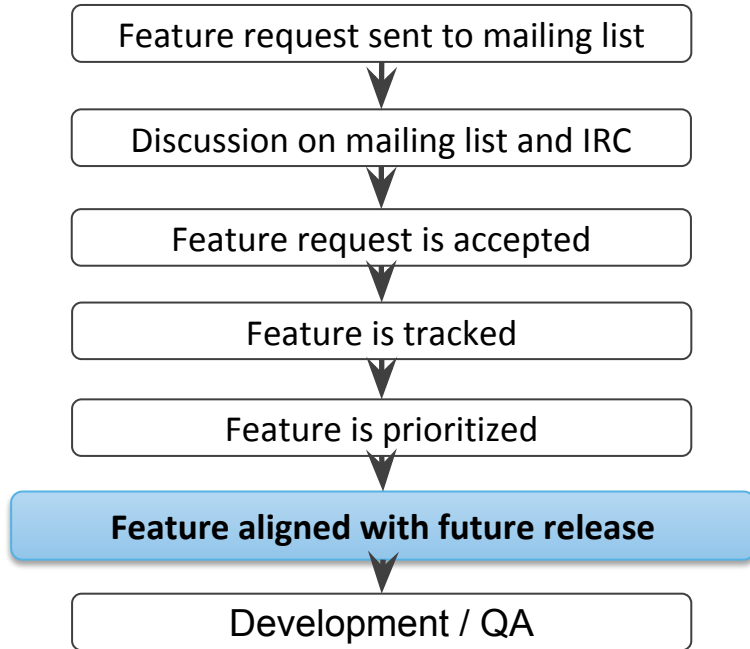 Feature request sent to mailing list
Discussion on mailing list and IRC
Feature request is accepted
Feature is tracked
Feature is prioritized
Feature aligned with future release
Development / QA